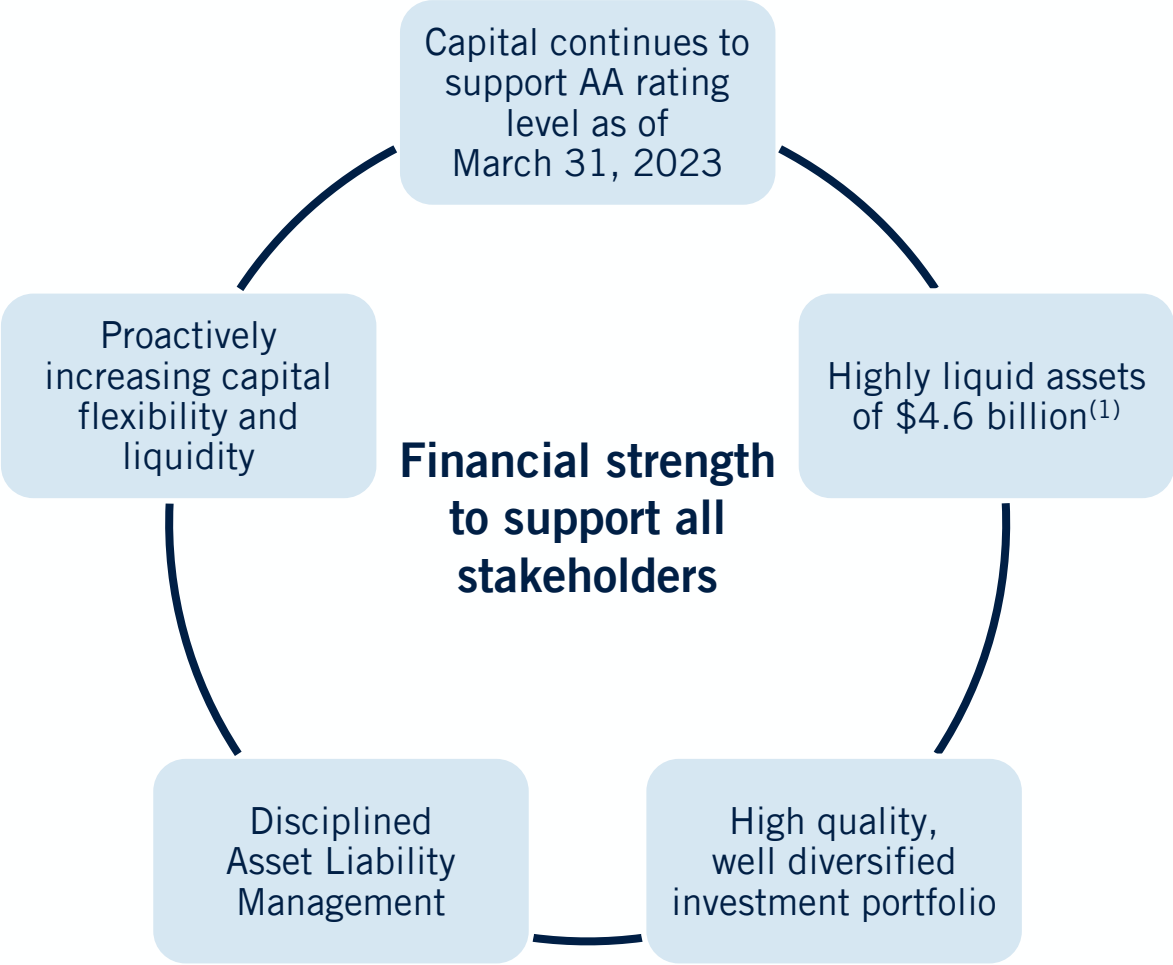 Capital continues to
support AA rating
level as of
March 31, 2023
Proactively
increasing capital
flexibility and
liquidity
Highly liquid assets
of $4.6 billion(1)
Financial strength
to support all
stakeholders
Disciplined
Asset Liability
Management
High quality,
well diversified
investment portfolio